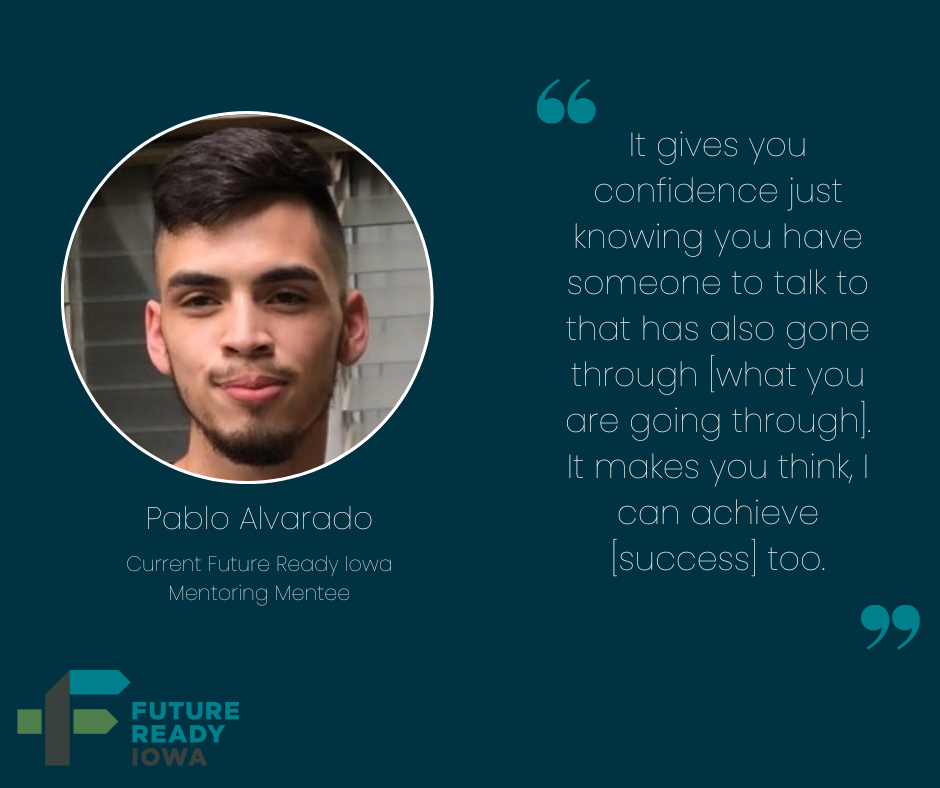 “
It gives you
confidence just
knowing you have
someone to talk to
that has also gone
through [what you
are going through].
It makes you think, I
can achieve
[success] too.
”
Pablo Alvarado
Current Future Ready Iowa
Mentoring Mentee
FUTURE
READY
IOWA